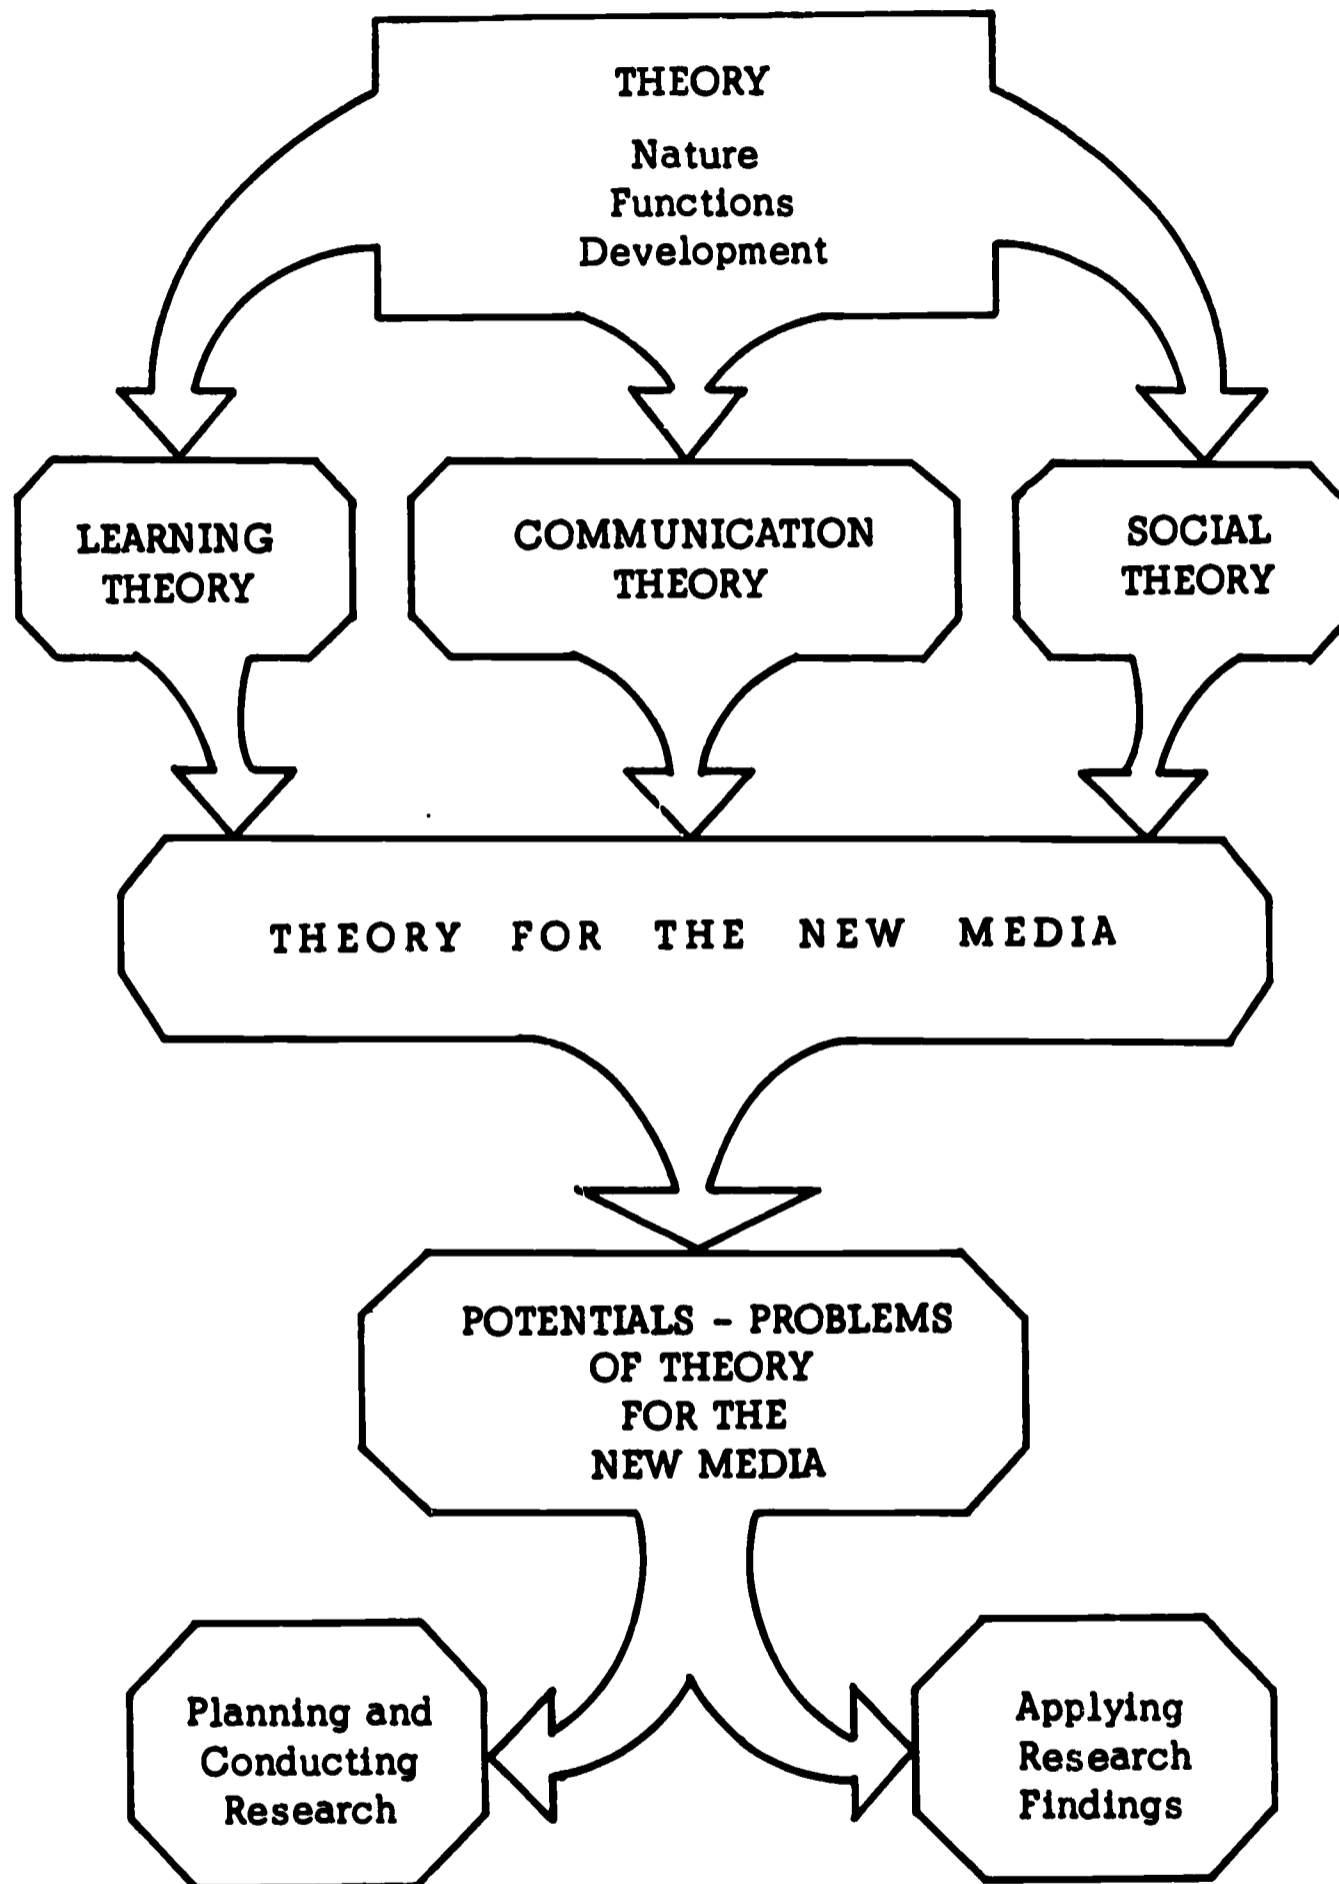 THEORY
Nature
Functions
Development
LEARNING
THEORY
COMMUNICATION
THEORY
SOCIAL
THEORY
THEORY FOR THE NEW MEDIA
POTENTIALS - PROBLEMS
OF THEORY
FOR THE
NEW MEDIA
Planning and
Conducting
Research
Applying
Research
Findings